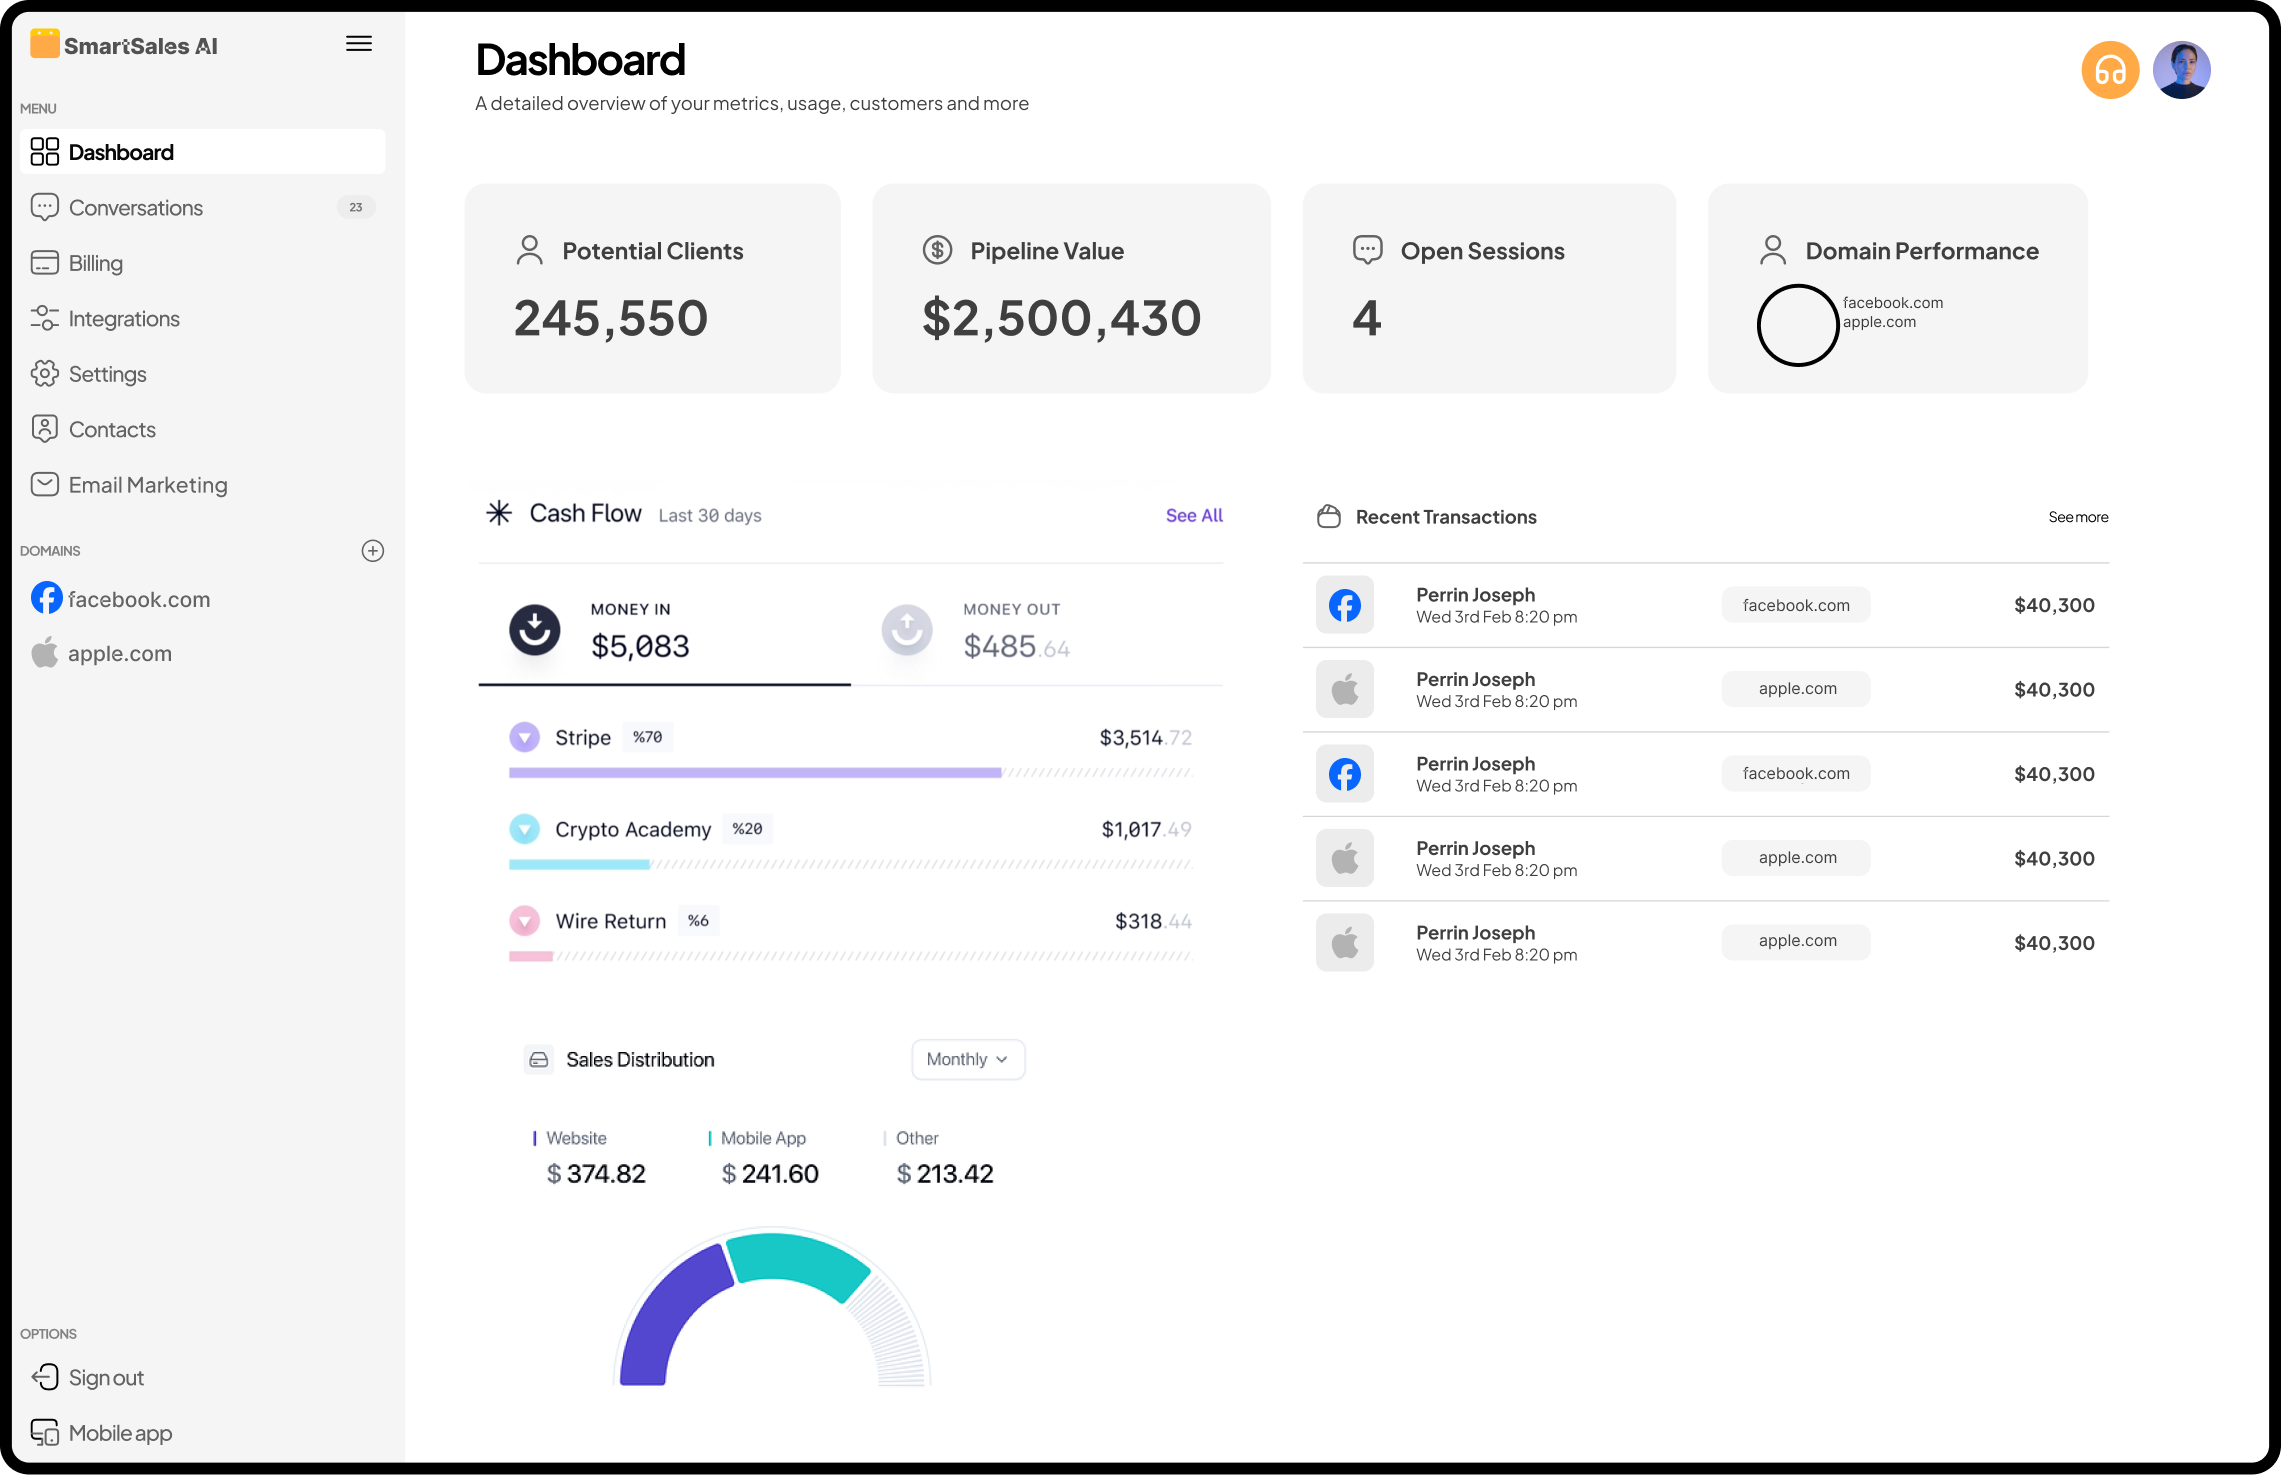 SmartSales AI
MENU
Dashboard
Conversations 23
Billing
Integrations
Settings
Contacts
Email Marketing
DOMAINS
facebook.com
apple.com
OPTIONS
Sign out
Mobile app
Dashboard
A detailed overview of your metrics, usage, customers and more
Potential Clients
245,550
Pipeline Value
$2,500,430
Open Sessions
4
Domain Performance
facebook.com
apple.com
Cash Flow Last 30 days See All
MONEY IN
$5,083
MONEY OUT
$485.64
Stripe %70 $3,514.72
Crypto Academy %20 $1,017.49
Wire Return %6 $318.44
Recent Transactions See more
Perrin Joseph
Wed 3rd Feb 8:20 pm
facebook.com
$40,300
Perrin Joseph
Wed 3rd Feb 8:20 pm
apple.com
$40,300
Perrin Joseph
Wed 3rd Feb 8:20 pm
facebook.com
$40,300
Perrin Joseph
Wed 3rd Feb 8:20 pm
apple.com
$40,300
Perrin Joseph
Wed 3rd Feb 8:20 pm
apple.com
$40,300
Sales Distribution Monthly
Website
$ 374.82
Mobile App
$ 241.60
Other
$ 213.42